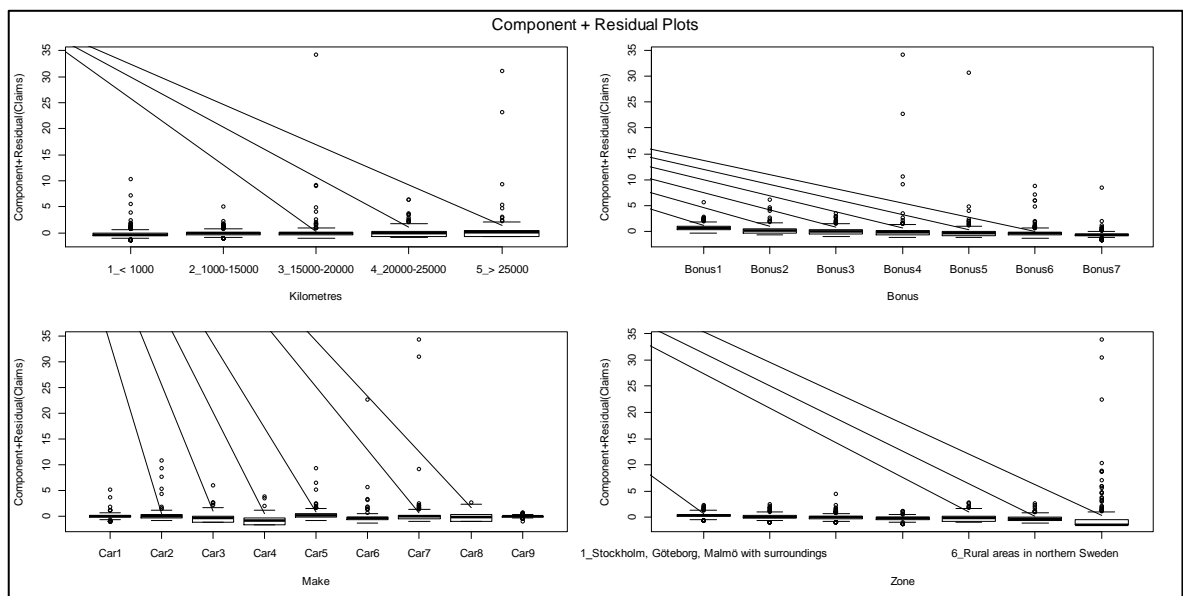 Component + Residual Plots
Component+Residual(Claims)
35
30
25
20
15
10
5
0
1_< 1000
2_1000-15000
3_15000-20000
4_20000-25000
5_> 25000
Kilometres
Component+Residual(Claims)
35
30
25
20
15
10
5
0
Bonus1
Bonus2
Bonus3
Bonus4
Bonus5
Bonus6
Bonus7
Bonus
Component+Residual(Claims)
35
30
25
20
15
10
5
0
Car1
Car2
Car3
Car4
Car5
Car6
Car7
Car8
Car9
Make
Component+Residual(Claims)
35
30
25
20
15
10
5
0
1_Stockholm, Göteborg, Malmö with surroundings
6_Rural areas in northern Sweden
Zone